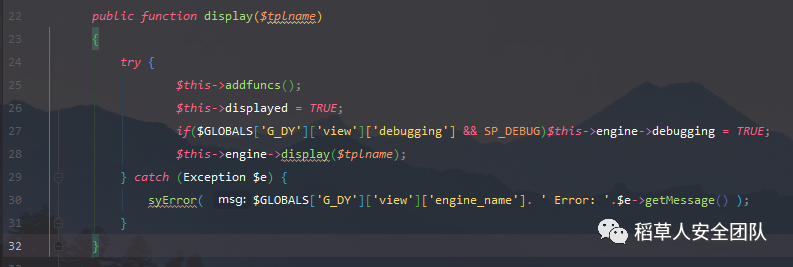 22 public function display($tplname)
23 {
24 try {
25 $this->addfuncs();
26 $this->displayed = TRUE;
27 if($GLOBALS['G_DY']['view']['debugging'] && SP_DEBUG)$this->engine->debugging = TRUE;
28 $this->engine->display($tplname);
29 } catch (Exception $e) {
30 syError( msg: $GLOBALS['G_DY']['view']['engine_name']. ' Error: '.$e->getMessage() );
31 }
32 }
稻草人安全团队